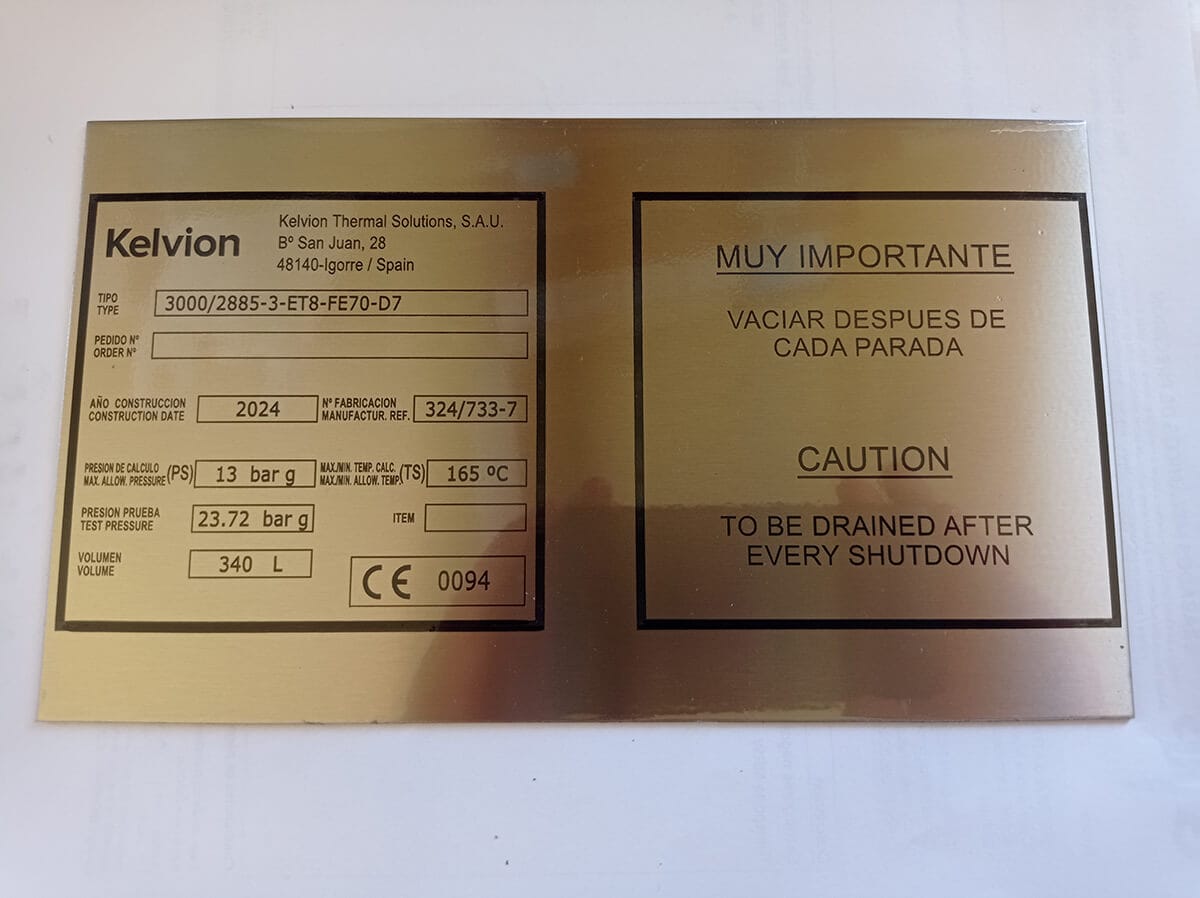 Kelvion
Kelvion Thermal Solutions, S.A.U.
Bº San Juan, 28
48140-Igorre / Spain
TIPO
TYPE
3000/2885-3-ET8-FE70-D7
PEDIDO Nº
ORDER Nº
AÑO CONSTRUCCION
CONSTRUCTION DATE
2024
Nº FABRICACION
MANUFACTUR. REF.
324/733-7
PRESION DE CALCULO
MAX. ALLOW. PRESSURE
(PS)
13 bar g
MAX./MIN. TEMP. CALC.
MAX./MIN. ALLOW. TEMP.
(TS)
165 ºC
PRESION PRUEBA
TEST PRESSURE
23.72 bar g
ITEM
VOLUMEN
VOLUME
340 L
CE 0094
MUY IMPORTANTE
VACIAR DESPUES DE
CADA PARADA
CAUTION
TO BE DRAINED AFTER
EVERY SHUTDOWN